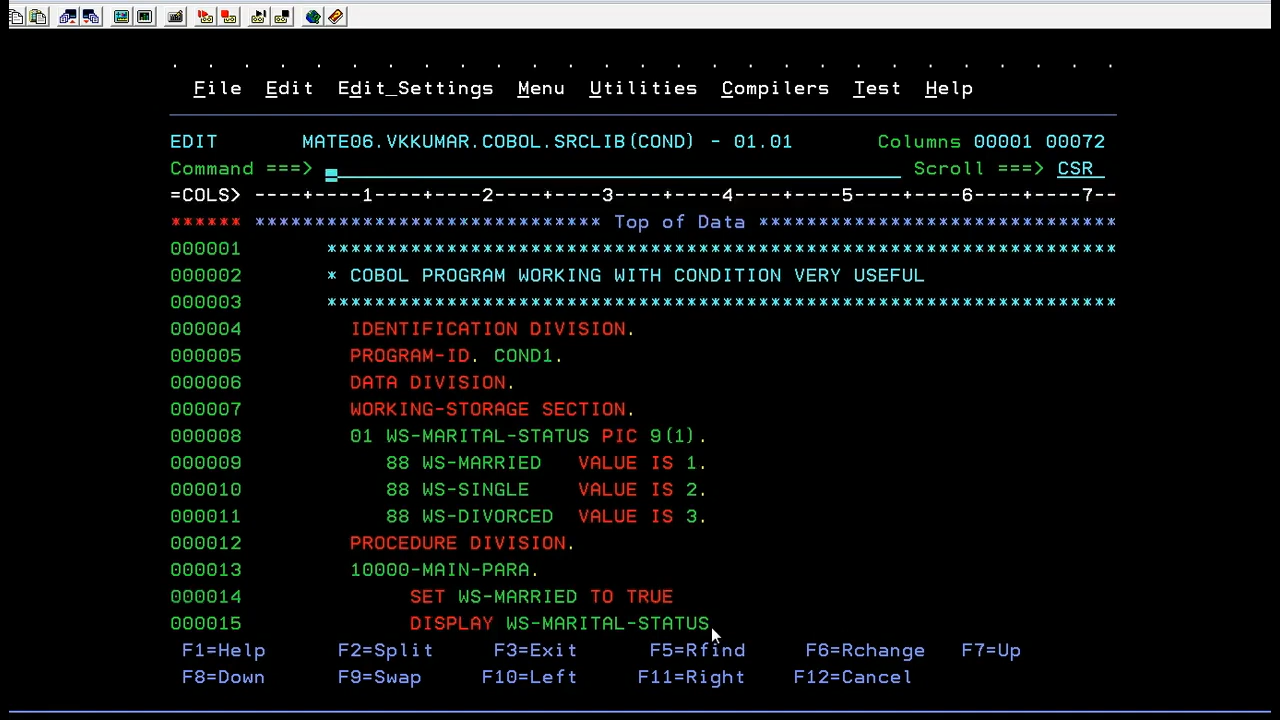 File Edit Edit_Settings Menu Utilities Compilers Test Help
EDIT MATE06.VKKUMAR.COBOL.SRCLIB(COND) - 01.01 Columns 00001 00072
Command ===> Scroll ===> CSR
=COLS> ----+----1----+----2----+----3----+----4----+----5----+----6----+----7--
****** ***************************** Top of Data ******************************
000001 ******************************************************************
000002 * COBOL PROGRAM WORKING WITH CONDITION VERY USEFUL
000003 ******************************************************************
000004 IDENTIFICATION DIVISION.
000005 PROGRAM-ID. COND1.
000006 DATA DIVISION.
000007 WORKING-STORAGE SECTION.
000008 01 WS-MARITAL-STATUS PIC 9(1).
000009 88 WS-MARRIED VALUE IS 1.
000010 88 WS-SINGLE VALUE IS 2.
000011 88 WS-DIVORCED VALUE IS 3.
000012 PROCEDURE DIVISION.
000013 10000-MAIN-PARA.
000014 SET WS-MARRIED TO TRUE
000015 DISPLAY WS-MARITAL-STATUS
F1=Help F2=Split F3=Exit F5=Rfind F6=Rchange F7=Up
F8=Down F9=Swap F10=Left F11=Right F12=Cancel